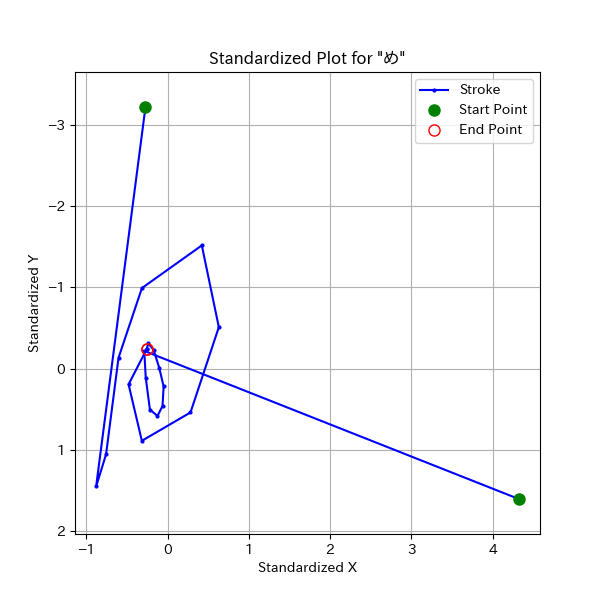 Standardized Plot for "め"
Stroke
Start Point
End Point
Standardized Y
−3
−2
−1
0
1
2
−1
0
1
2
3
4
Standardized X